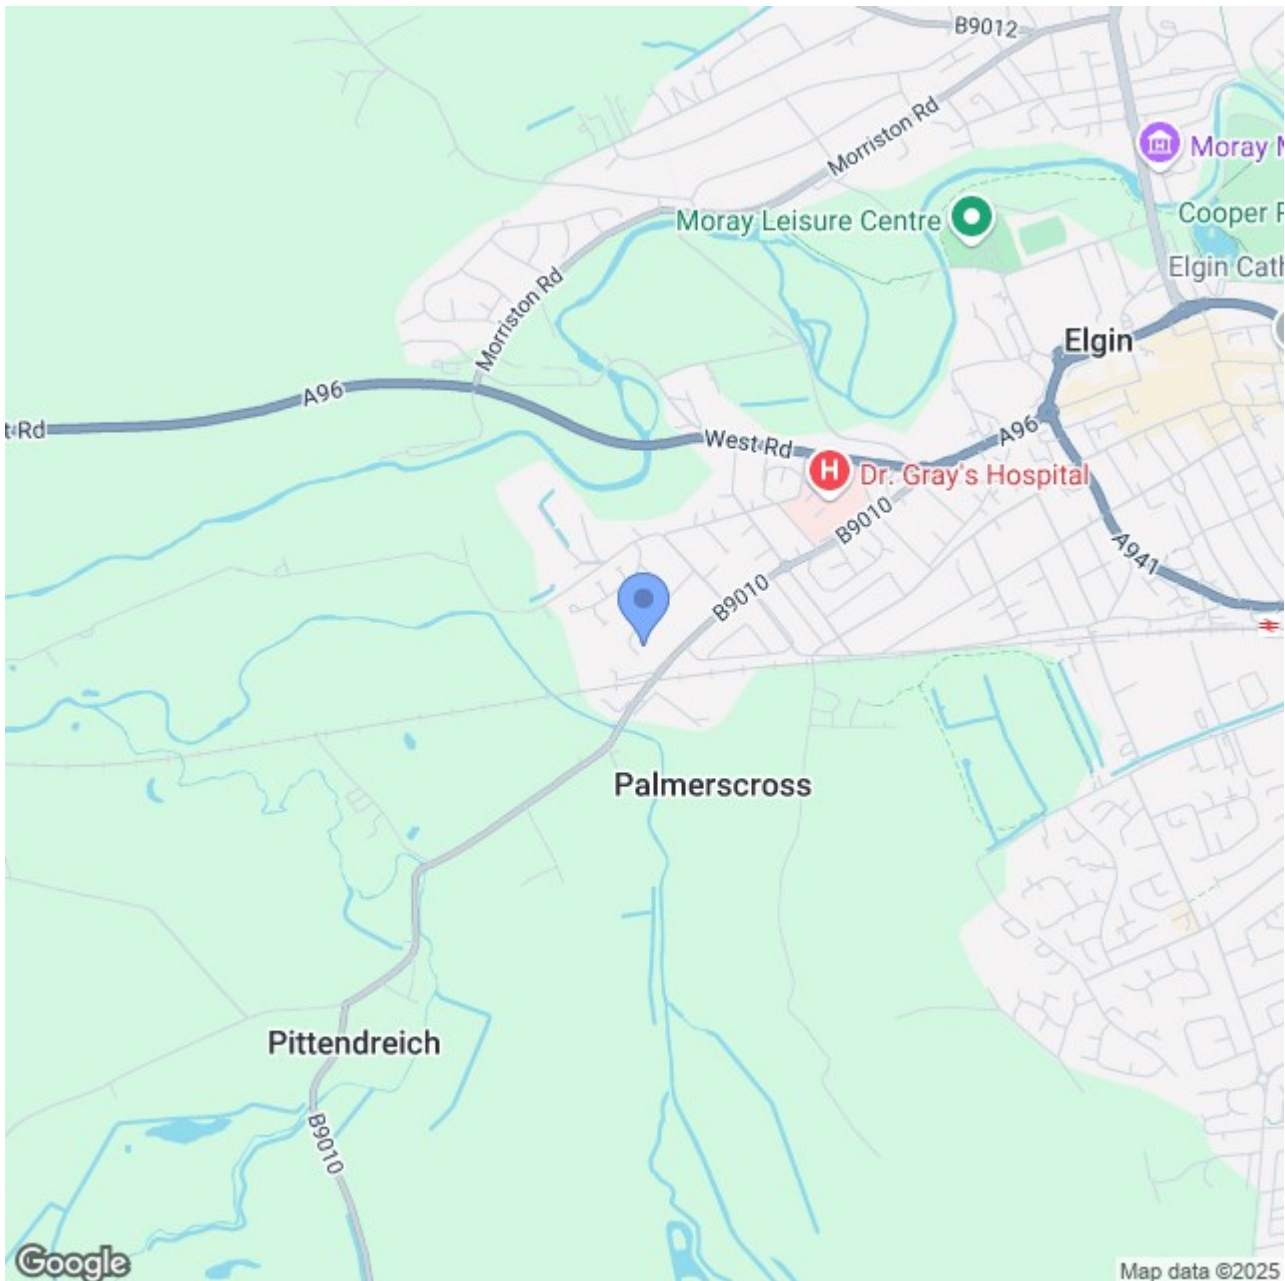 B9012
Morriston Rd
Moray
Moray Leisure Centre
Cooper
Elgin
Morriston Rd
Elgin
A96
t Rd
West Rd
A96
Dr. Gray's Hospital
B9010
A941
B9010
Palmerscross
Pittendreich
B9010
Google
Map data ©2025